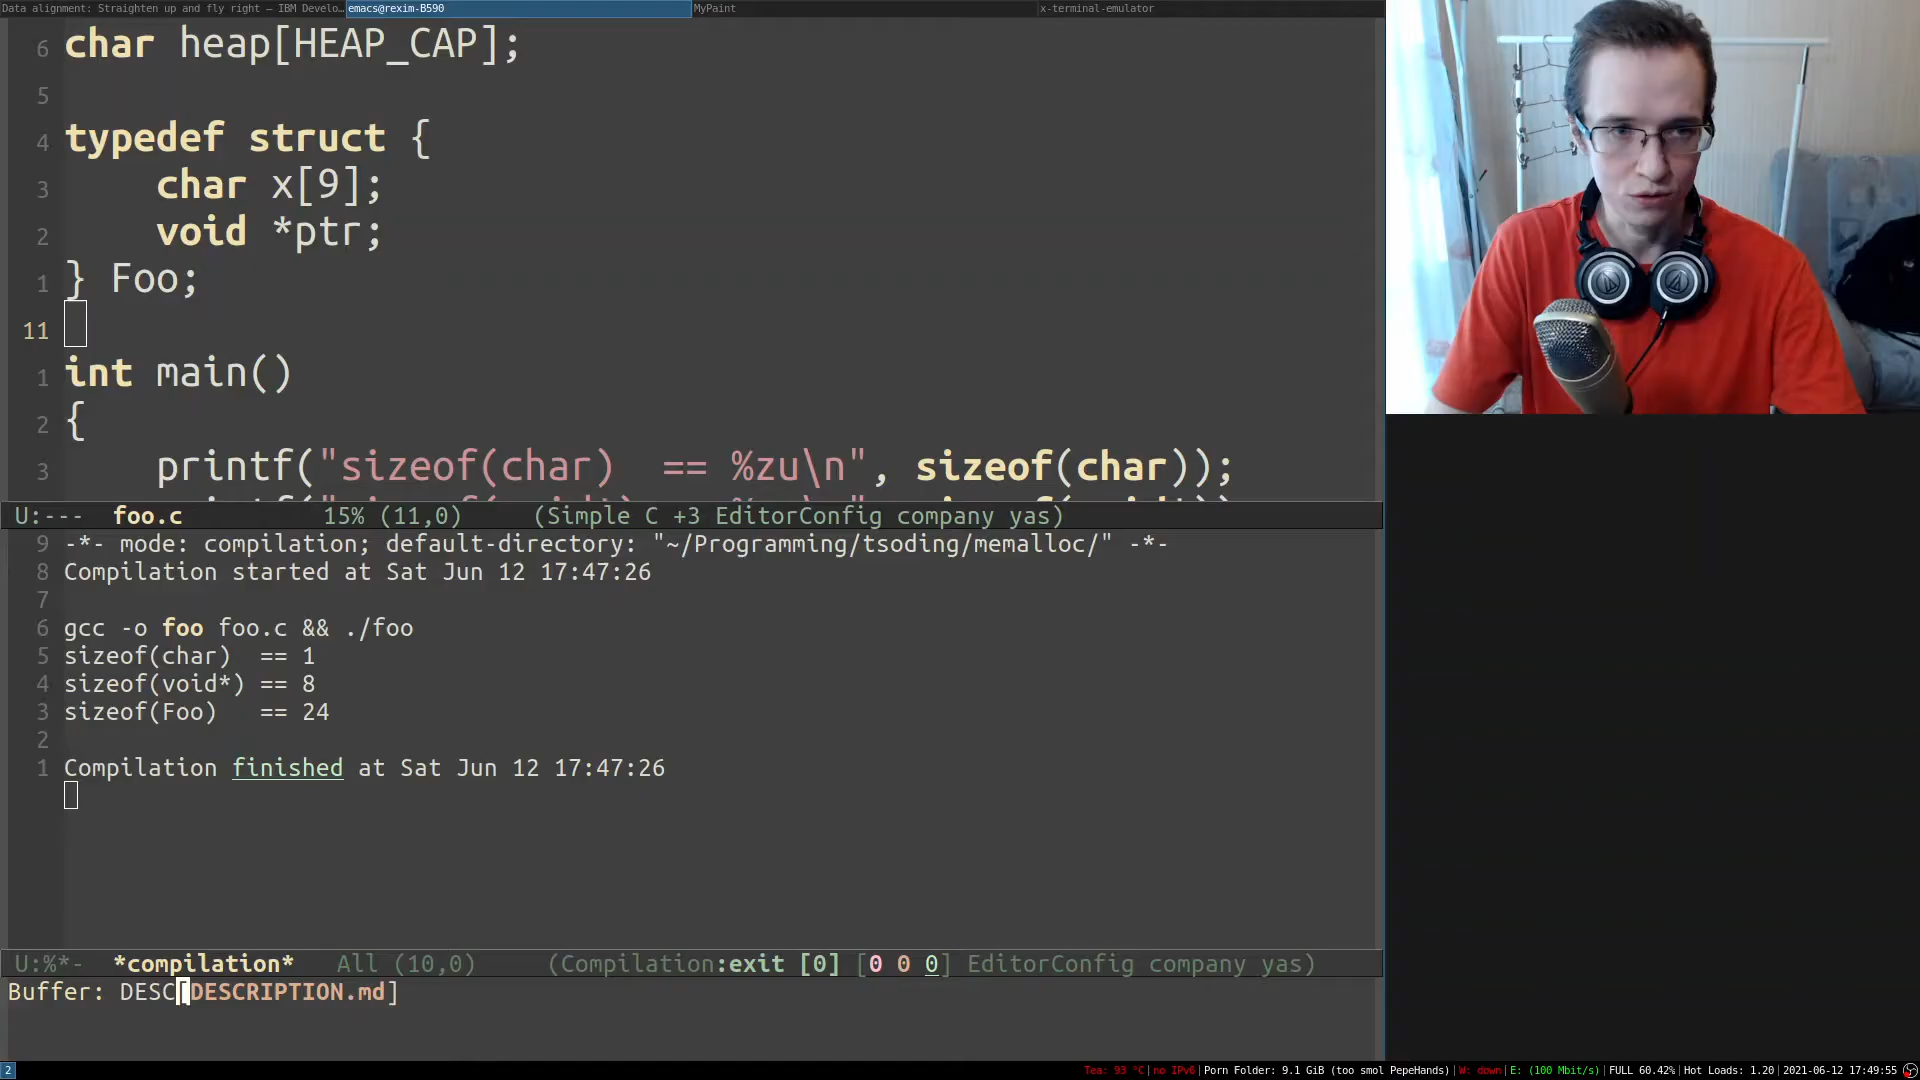 Data alignment: Straighten up and fly right — IBM Develo… emacs@rexim-B590 MyPaint x-terminal-emulator
6 char heap[HEAP_CAP];
5
4 typedef struct {
3 char x[9];
2 void *ptr;
1 } Foo;
11
1 int main()
2 {
3 printf("sizeof(char)  == %zu\n", sizeof(char));
U:--- foo.c 15% (11,0) (Simple C +3 EditorConfig company yas)
9 -*- mode: compilation; default-directory: "~/Programming/tsoding/memalloc/" -*-
8 Compilation started at Sat Jun 12 17:47:26
7
6 gcc -o foo foo.c && ./foo
5 sizeof(char)  == 1
4 sizeof(void*) == 8
3 sizeof(Foo)   == 24
2
1 Compilation finished at Sat Jun 12 17:47:26
U:%*- *compilation* All (10,0) (Compilation:exit [0] [0 0 0] EditorConfig company yas)
Buffer: DESC[DESCRIPTION.md]
2 Tea: 93 °C|no IPv6|Porn Folder: 9.1 GiB (too smol PepeHands)|W: down|E: (100 Mbit/s)|FULL 60.42%|Hot Loads: 1.20|2021-06-12 17:49:55